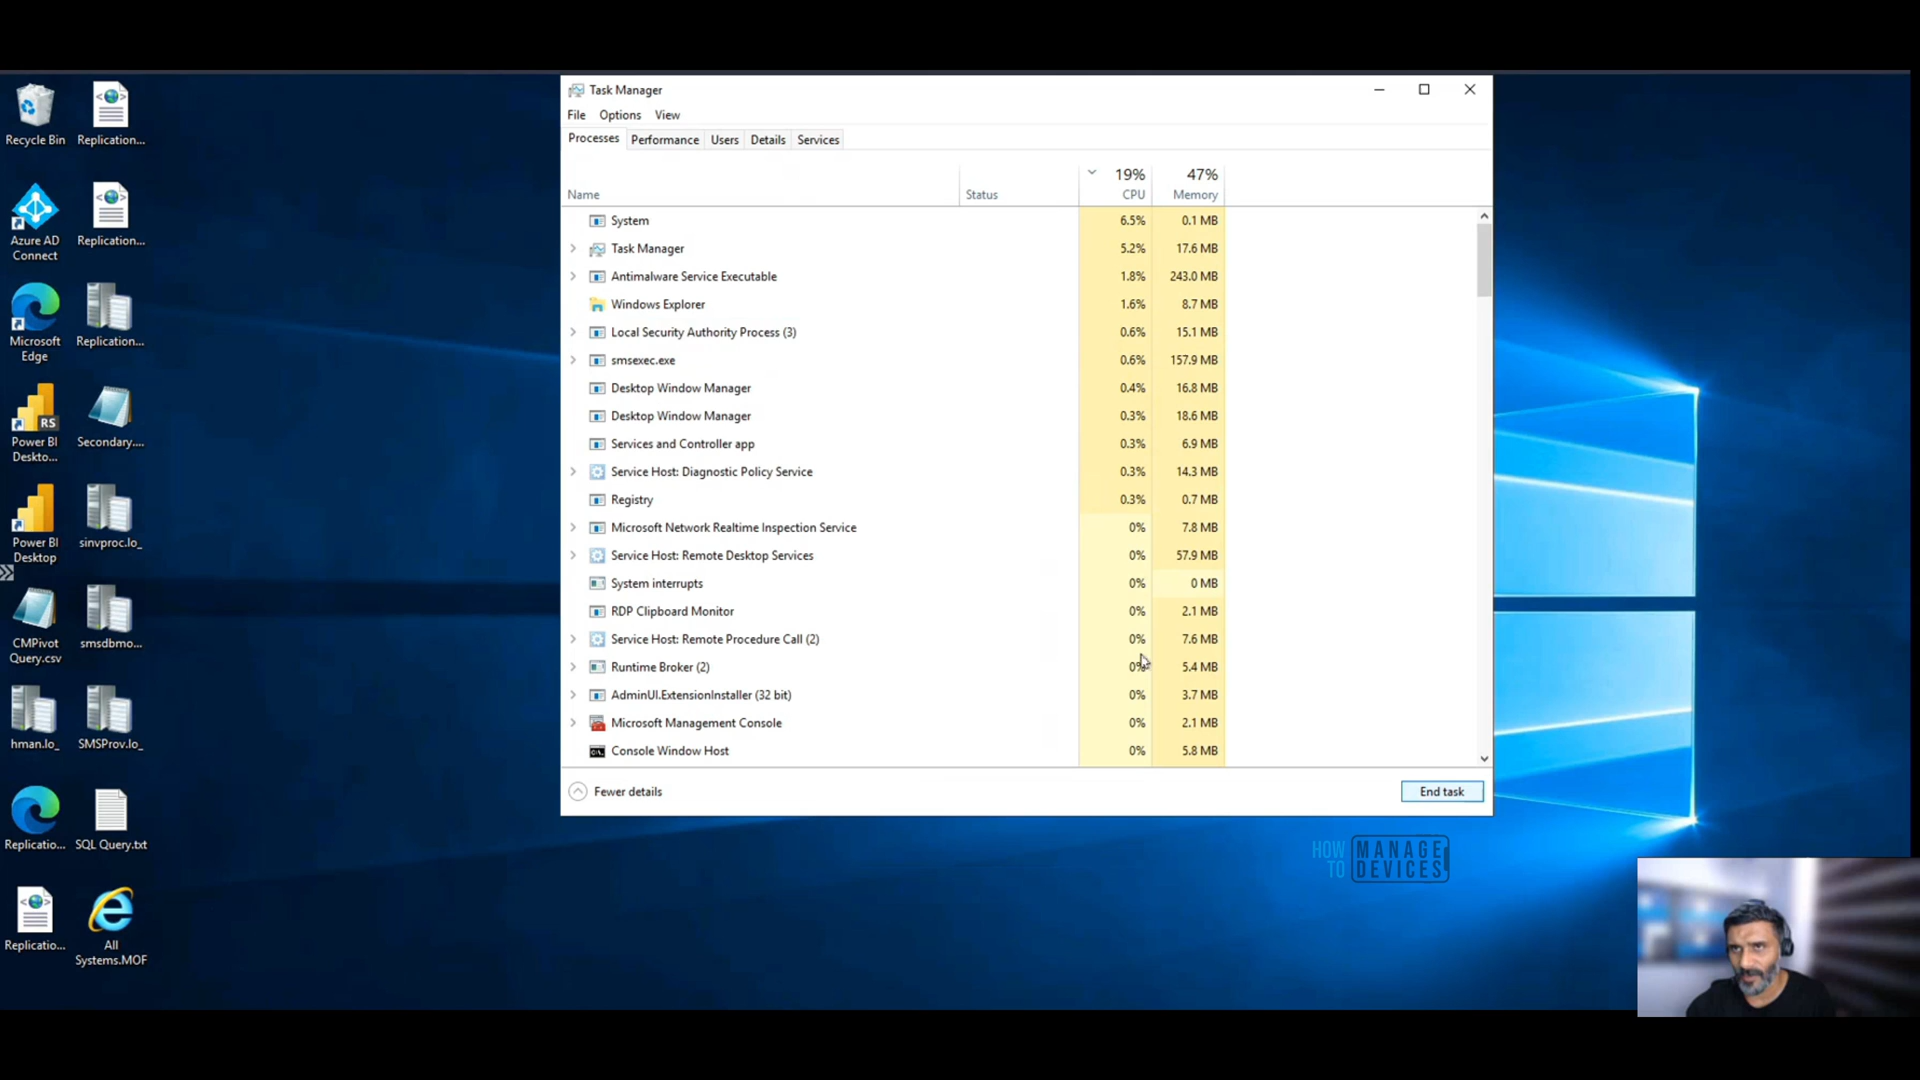 Recycle Bin
Replication...
Azure AD
Connect
Replication...
Microsoft
Edge
Replication...
RS
Power BI
Deskto...
Secondary....
Power BI
Desktop
sinvproc.lo_
CMPivot
Query.csv
smsdbmo...
hman.lo_
SMSProv.lo_
Replicatio...
SQL Query.txt
Replicatio...
All
Systems.MOF
Task Manager
File Options View
Processes Performance Users Details Services
19% 47%
Name Status CPU Memory
System 6.5% 0.1 MB
Task Manager 5.2% 17.6 MB
Antimalware Service Executable 1.8% 243.0 MB
Windows Explorer 1.6% 8.7 MB
Local Security Authority Process (3) 0.6% 15.1 MB
smsexec.exe 0.6% 157.9 MB
Desktop Window Manager 0.4% 16.8 MB
Desktop Window Manager 0.3% 18.6 MB
Services and Controller app 0.3% 6.9 MB
Service Host: Diagnostic Policy Service 0.3% 14.3 MB
Registry 0.3% 0.7 MB
Microsoft Network Realtime Inspection Service 0% 7.8 MB
Service Host: Remote Desktop Services 0% 57.9 MB
System interrupts 0% 0 MB
RDP Clipboard Monitor 0% 2.1 MB
Service Host: Remote Procedure Call (2) 0% 7.6 MB
Runtime Broker (2) 0% 5.4 MB
AdminUI.ExtensionInstaller (32 bit) 0% 3.7 MB
Microsoft Management Console 0% 2.1 MB
Console Window Host 0% 5.8 MB
Fewer details End task
HOW TO MANAGE DEVICES